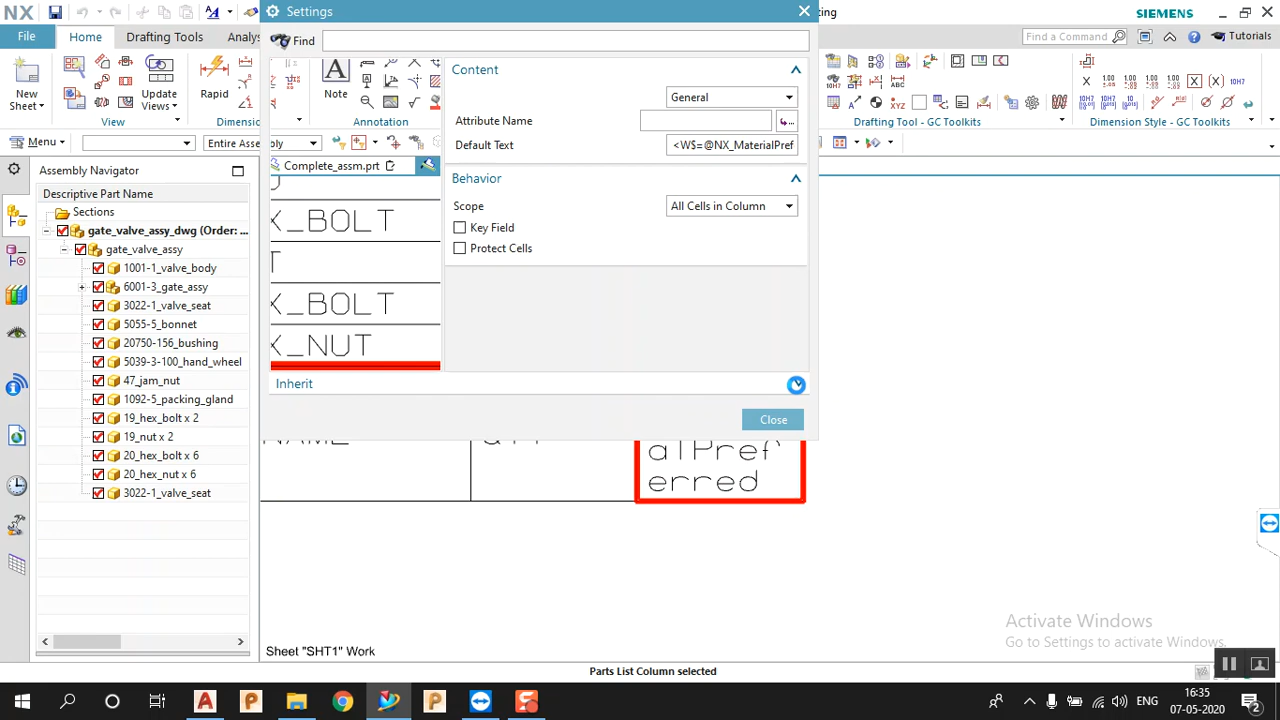 NX
Settings
ting
SIEMENS
File
Home
Drafting Tools
Analys
Find
Find a Command
Tutorials
New
Sheet
Update
Views
Rapid
Note
View
Dimensio
Annotation
Drafting Tool - GC Toolkits
Dimension Style - GC Toolkits
Menu
Entire Assembly
Content
General
Attribute Name
Default Text
<W$=@NX_MaterialPref
Behavior
Scope
All Cells in Column
Key Field
Protect Cells
Assembly Navigator
Complete_assm.prt
Descriptive Part Name
Sections
gate_valve_assy_dwg (Order: ...
gate_valve_assy
1001-1_valve_body
6001-3_gate_assy
3022-1_valve_seat
5055-5_bonnet
20750-156_bushing
5039-3-100_hand_wheel
47_jam_nut
1092-5_packing_gland
19_hex_bolt x 2
19_nut x 2
20_hex_bolt x 6
20_hex_nut x 6
3022-1_valve_seat
X_BOLT
T
X_BOLT
X_NUT
Inherit
Close
NAME
alPref
erred
Activate Windows
Go to Settings to activate Windows.
Sheet "SHT1" Work
Parts List Column selected
ENG
16:35
07-05-2020
2